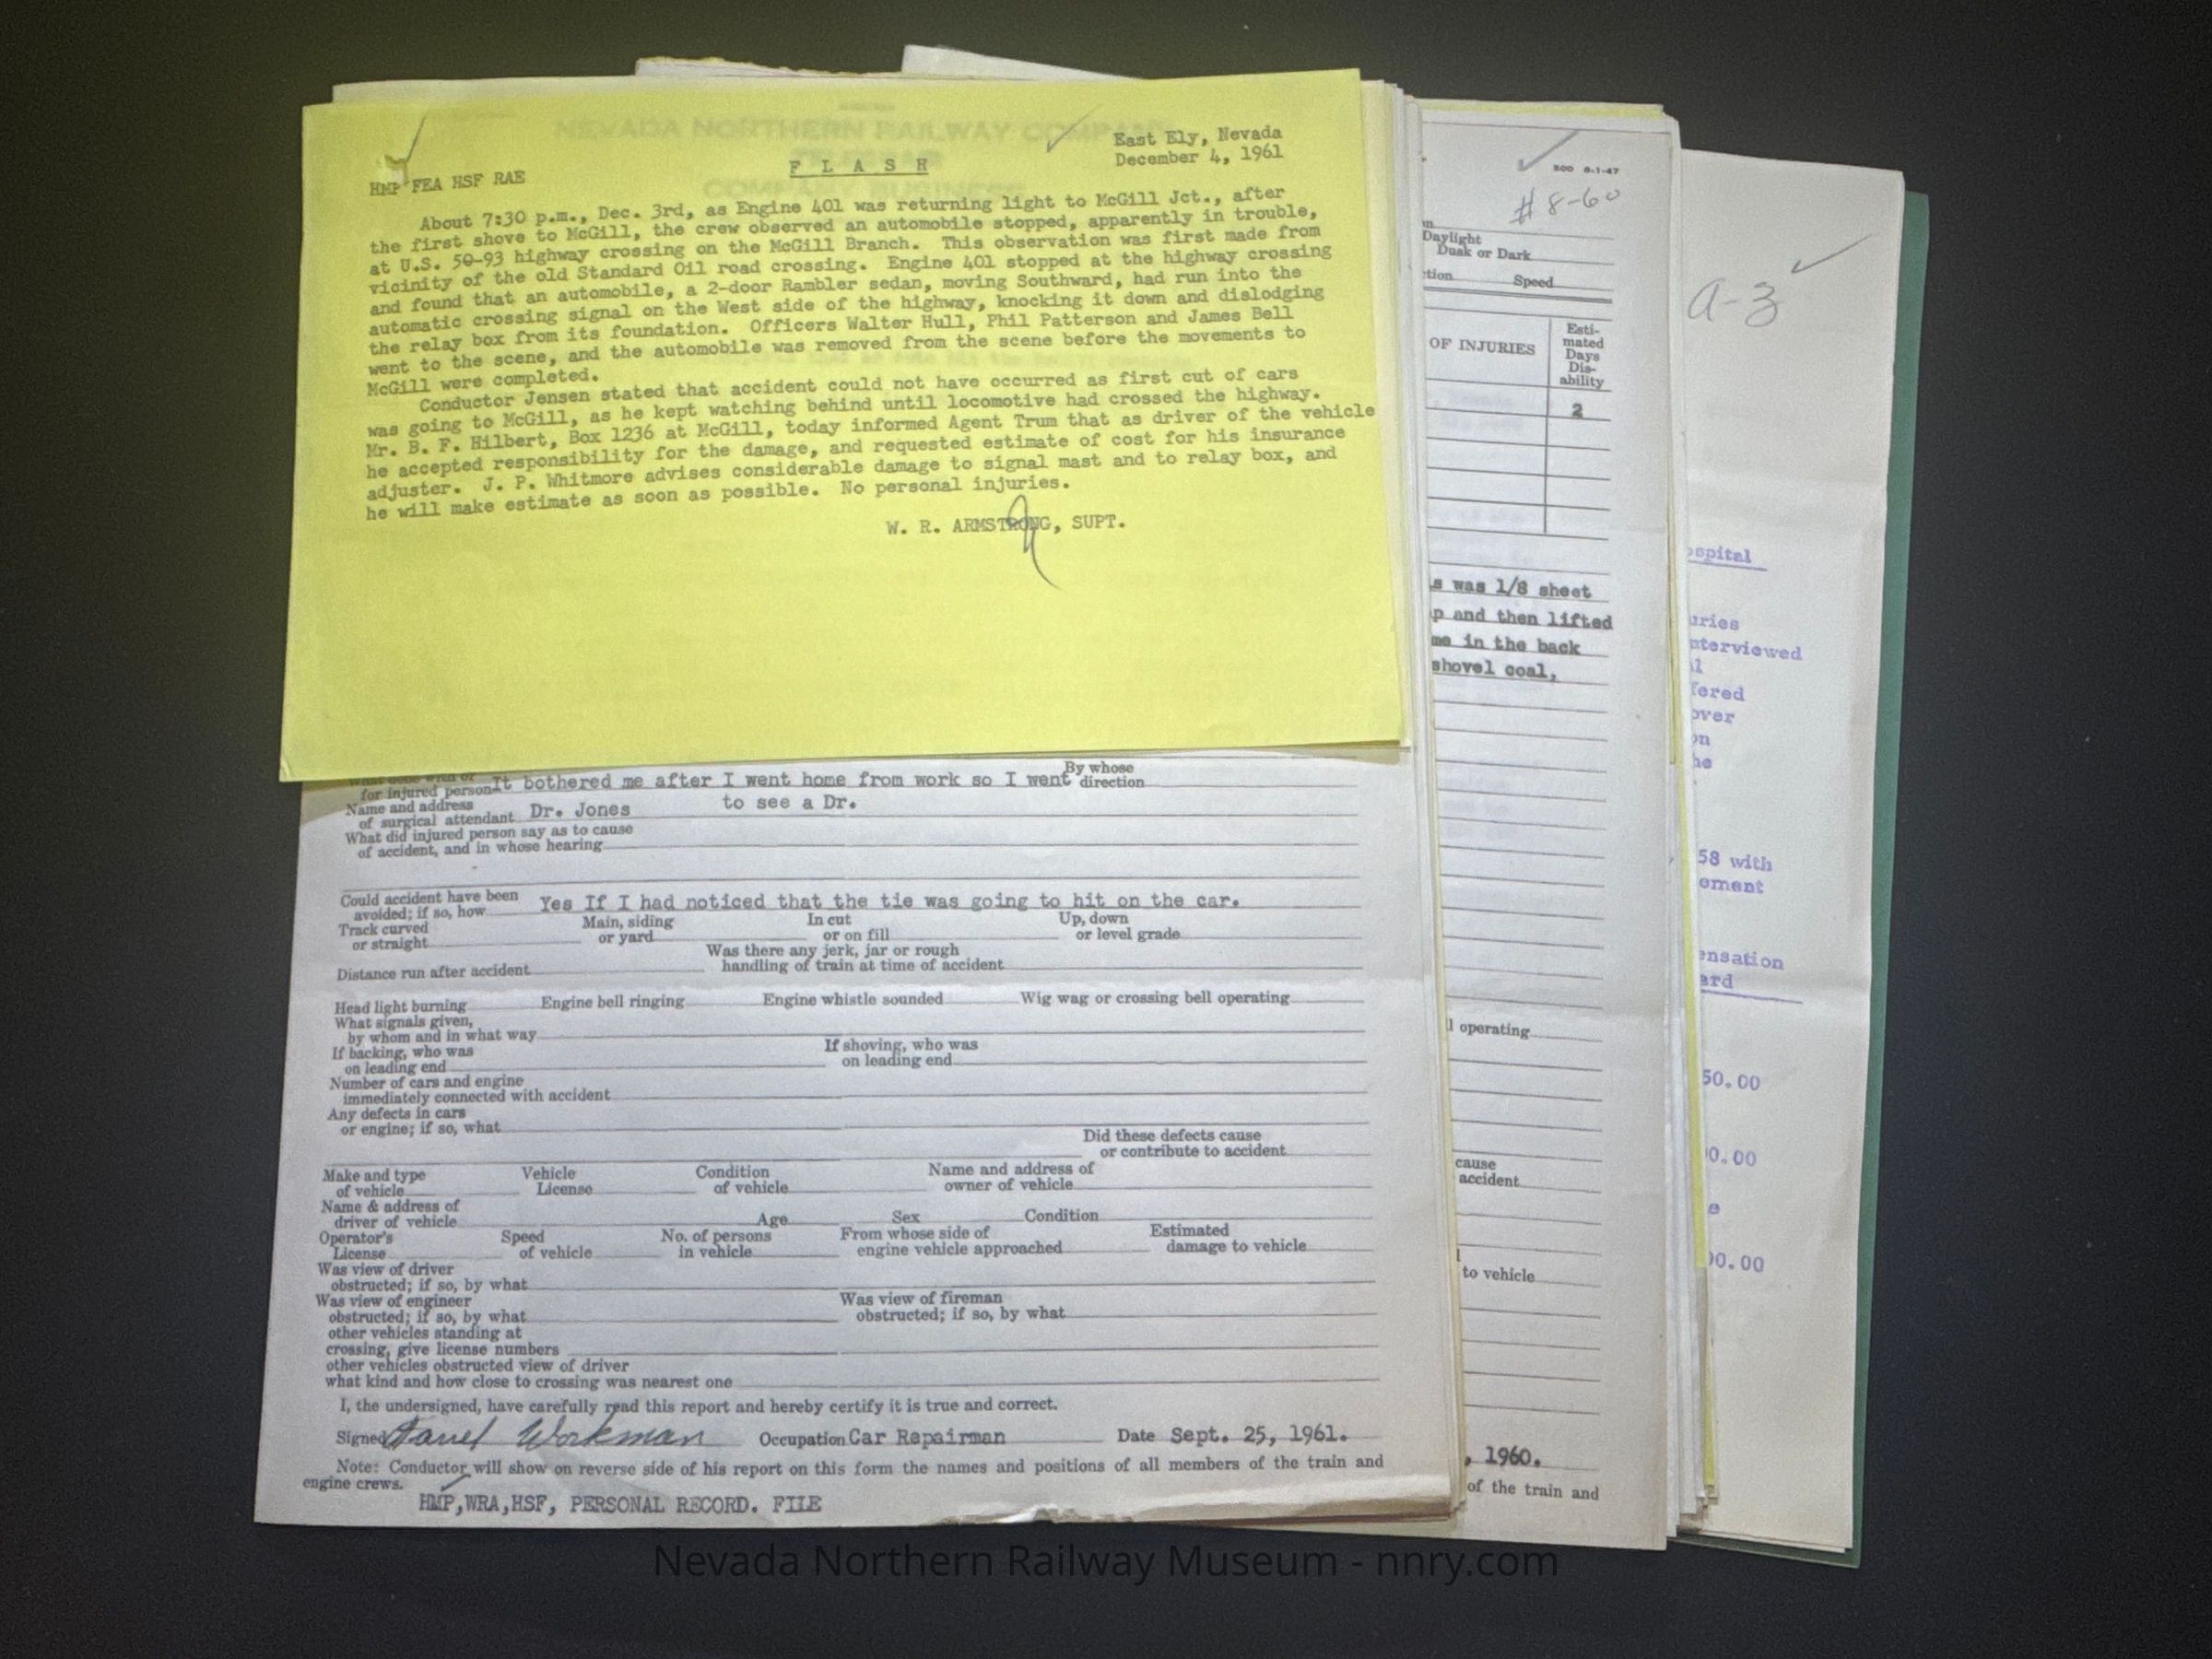 NEVADA NORTHERN RAILWAY COMPANY
COMPANY BUSINESS
East Ely, Nevada
December 4, 1961
F L A S H
HMP FEA HSF RAE
About 7:30 p.m., Dec. 3rd, as Engine 401 was returning light to McGill Jct., after
the first shove to McGill, the crew observed an automobile stopped, apparently in trouble,
at U.S. 50-93 highway crossing on the McGill Branch. This observation was first made from
vicinity of the old Standard Oil road crossing. Engine 401 stopped at the highway crossing
and found that an automobile, a 2-door Rambler sedan, moving Southward, had run into the
automatic crossing signal on the West side of the highway, knocking it down and dislodging
the relay box from its foundation. Officers Walter Hull, Phil Patterson and James Bell
went to the scene, and the automobile was removed from the scene before the movements to
McGill were completed.
Conductor Jensen stated that accident could not have occurred as first cut of cars
was going to McGill, as he kept watching behind until locomotive had crossed the highway.
Mr. B. F. Hilbert, Box 1236 at McGill, today informed Agent Trum that as driver of the vehicle
he accepted responsibility for the damage, and requested estimate of cost for his insurance
adjuster. J. P. Whitmore advises considerable damage to signal mast and to relay box, and
he will make estimate as soon as possible. No personal injuries.
W. R. ARMSTRONG, SUPT.
for injured person It bothered me after I went home from work so I went By whose direction
Name and address of surgical attendant Dr. Jones to see a Dr.
What did injured person say as to cause
of accident, and in whose hearing
Could accident have been
avoided; if so, how Yes If I had noticed that the tie was going to hit on the car.
Track curved or straight Main, siding or yard In cut or on fill Up, down or level grade
Distance run after accident Was there any jerk, jar or rough handling of train at time of accident
Head light burning Engine bell ringing Engine whistle sounded Wig wag or crossing bell operating
What signals given,
by whom and in what way
If backing, who was on leading end If shoving, who was on leading end
Number of cars and engine
immediately connected with accident
Any defects in cars
or engine; if so, what
Did these defects cause
or contribute to accident
Make and type of vehicle Vehicle License Condition of vehicle Name and address of owner of vehicle
Name & address of driver of vehicle Age Sex Condition
Operator's License Speed of vehicle No. of persons in vehicle From whose side of engine vehicle approached Estimated damage to vehicle
Was view of driver
obstructed; if so, by what
Was view of engineer obstructed; if so, by what Was view of fireman obstructed; if so, by what
other vehicles standing at
crossing, give license numbers
other vehicles obstructed view of driver
what kind and how close to crossing was nearest one
I, the undersigned, have carefully read this report and hereby certify it is true and correct.
Signed Workman Occupation Car Repairman Date Sept. 25, 1961.
Note: Conductor will show on reverse side of his report on this form the names and positions of all members of the train and
engine crews.
HMP,WRA,HSF, PERSONAL RECORD. FILE
500 8-1-47
#8-60
Daylight
Dusk or Dark
tion Speed
OF INJURIES
Esti-
mated
Days
Dis-
ability
2
s was 1/8 sheet
p and then lifted
me in the back
shovel coal,
l operating
cause
accident
to vehicle
, 1960.
of the train and
a-3
ospital
uries
nterviewed
fered
over
on
he
58 with
ement
ensation
ard
50.00
0.00
e
00.00
Nevada Northern Railway Museum - nnry.com